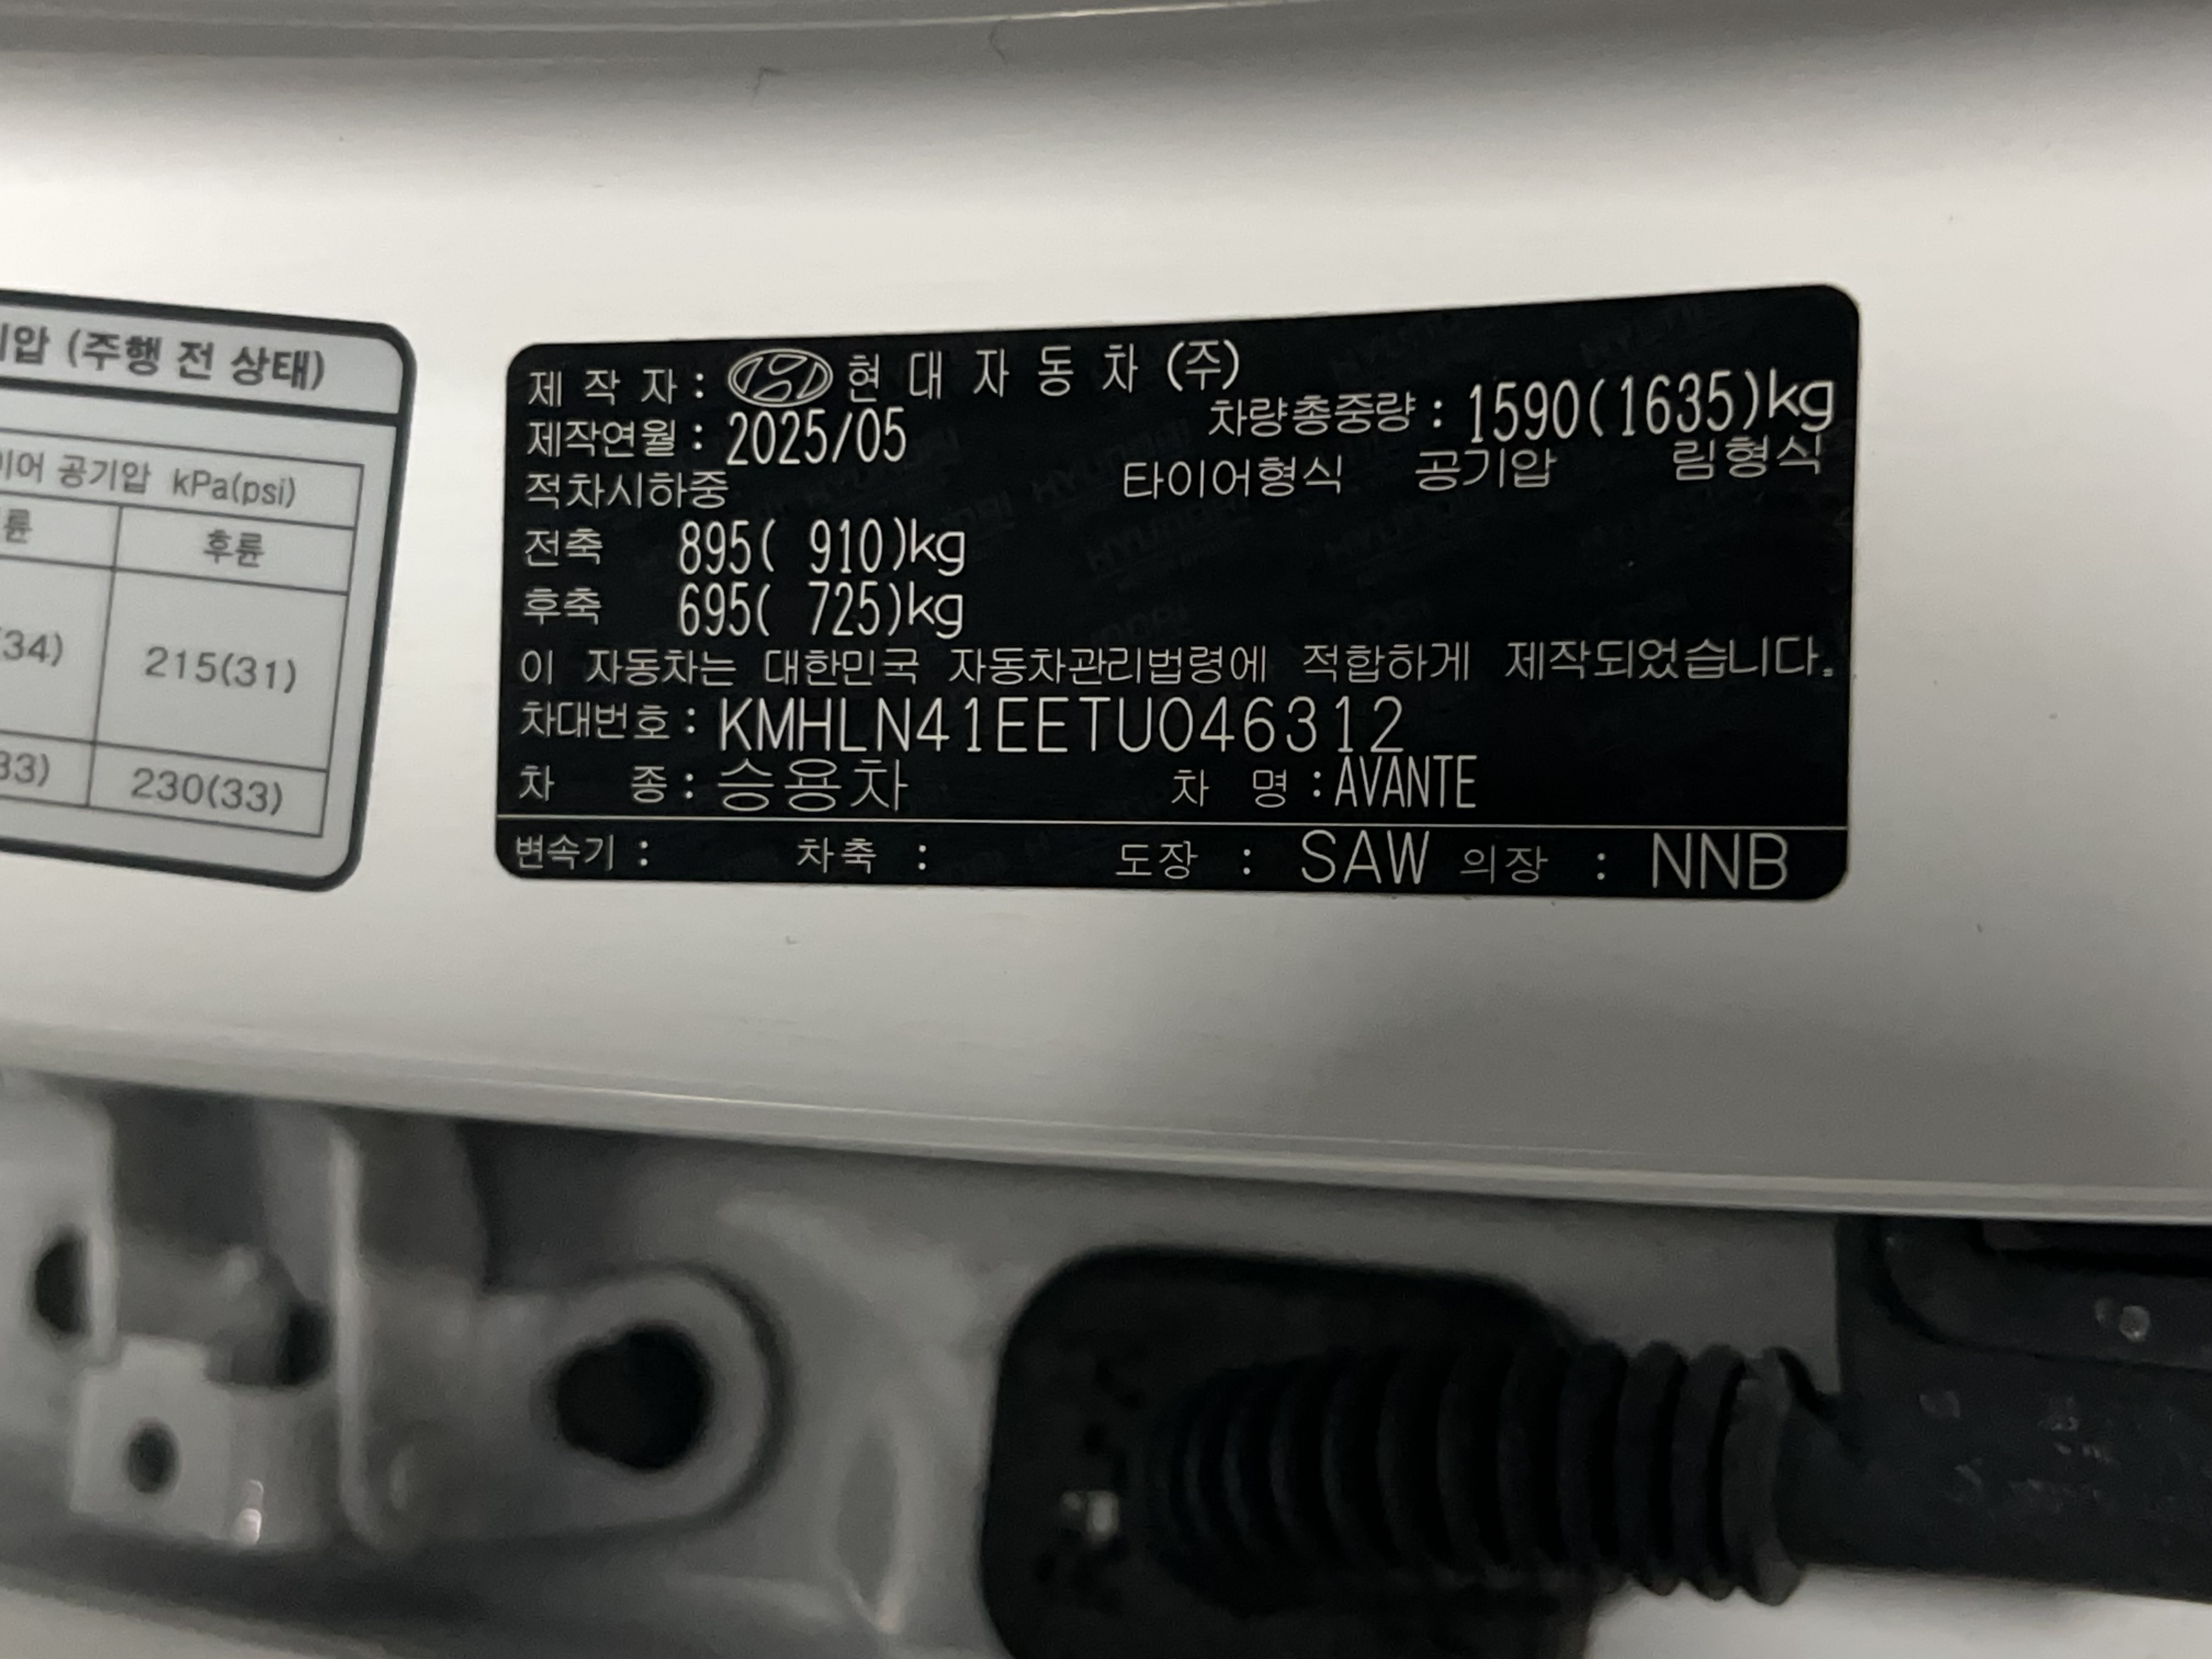 압 (주행 전 상태)
이어 공기압 kPa(psi)
륜 후륜
34) 215(31)
33) 230(33)
제 작 자 : 현 대 자 동 차 (주)
제작연월 : 2025/05 차량총중량 : 1590(1635)kg
적차시하중 타이어형식 공기압 림형식
전축 895( 910)kg
후축 695( 725)kg
이 자동차는 대한민국 자동차관리법령에 적합하게 제작되었습니다.
차대번호 : KMHLN41EETU046312
차 종 : 승용차 차 명 : AVANTE
변속기 : 차축 : 도장 : SAW 의장 : NNB